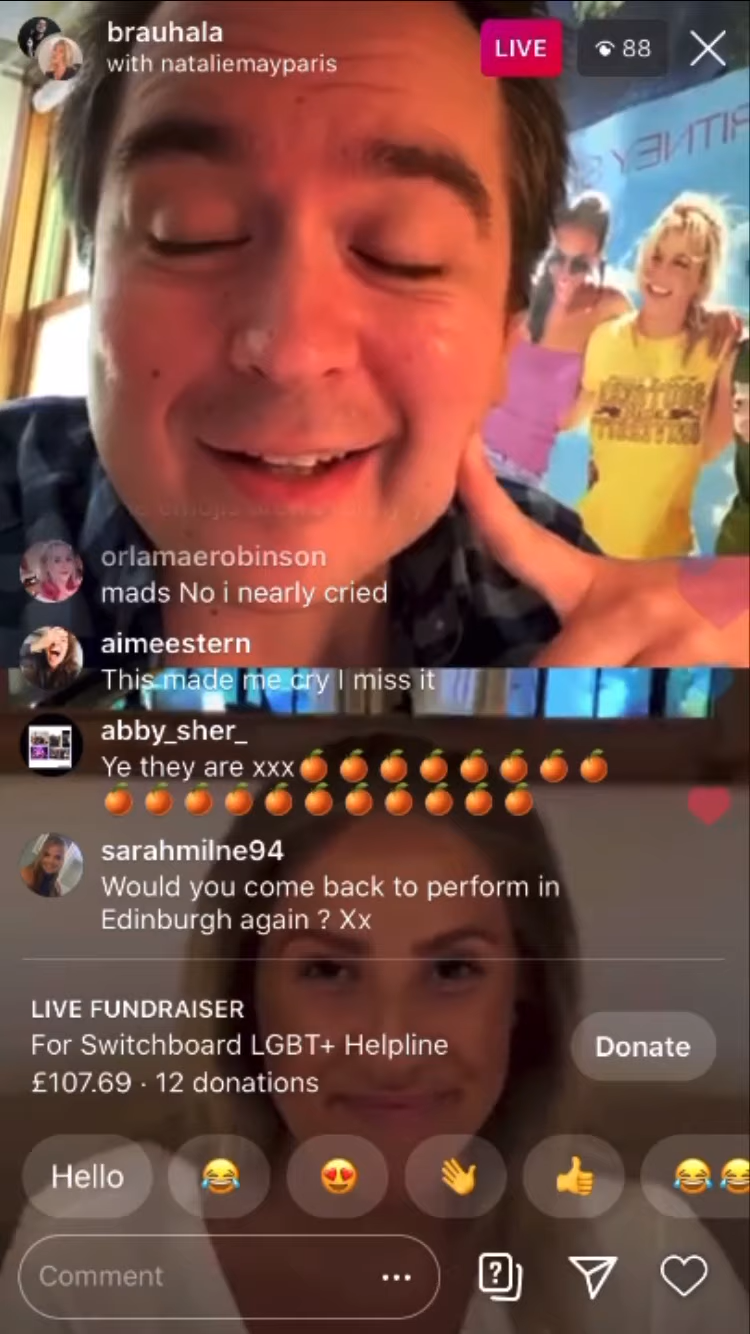 brauhala
with nataliemayparis
LIVE
88
orlamaerobinson
mads No i nearly cried
aimeestern
This made me cry I miss it
abby_sher_
Ye they are xxx🍊🍊🍊🍊🍊🍊🍊🍊
🍊🍊🍊🍊🍊🍊🍊🍊🍊🍊🍊
sarahmilne94
Would you come back to perform in
Edinburgh again ? Xx
LIVE FUNDRAISER
For Switchboard LGBT+ Helpline
£107.69 · 12 donations
Donate
Hello 😂 😍 👋 👍 😂😂
Comment